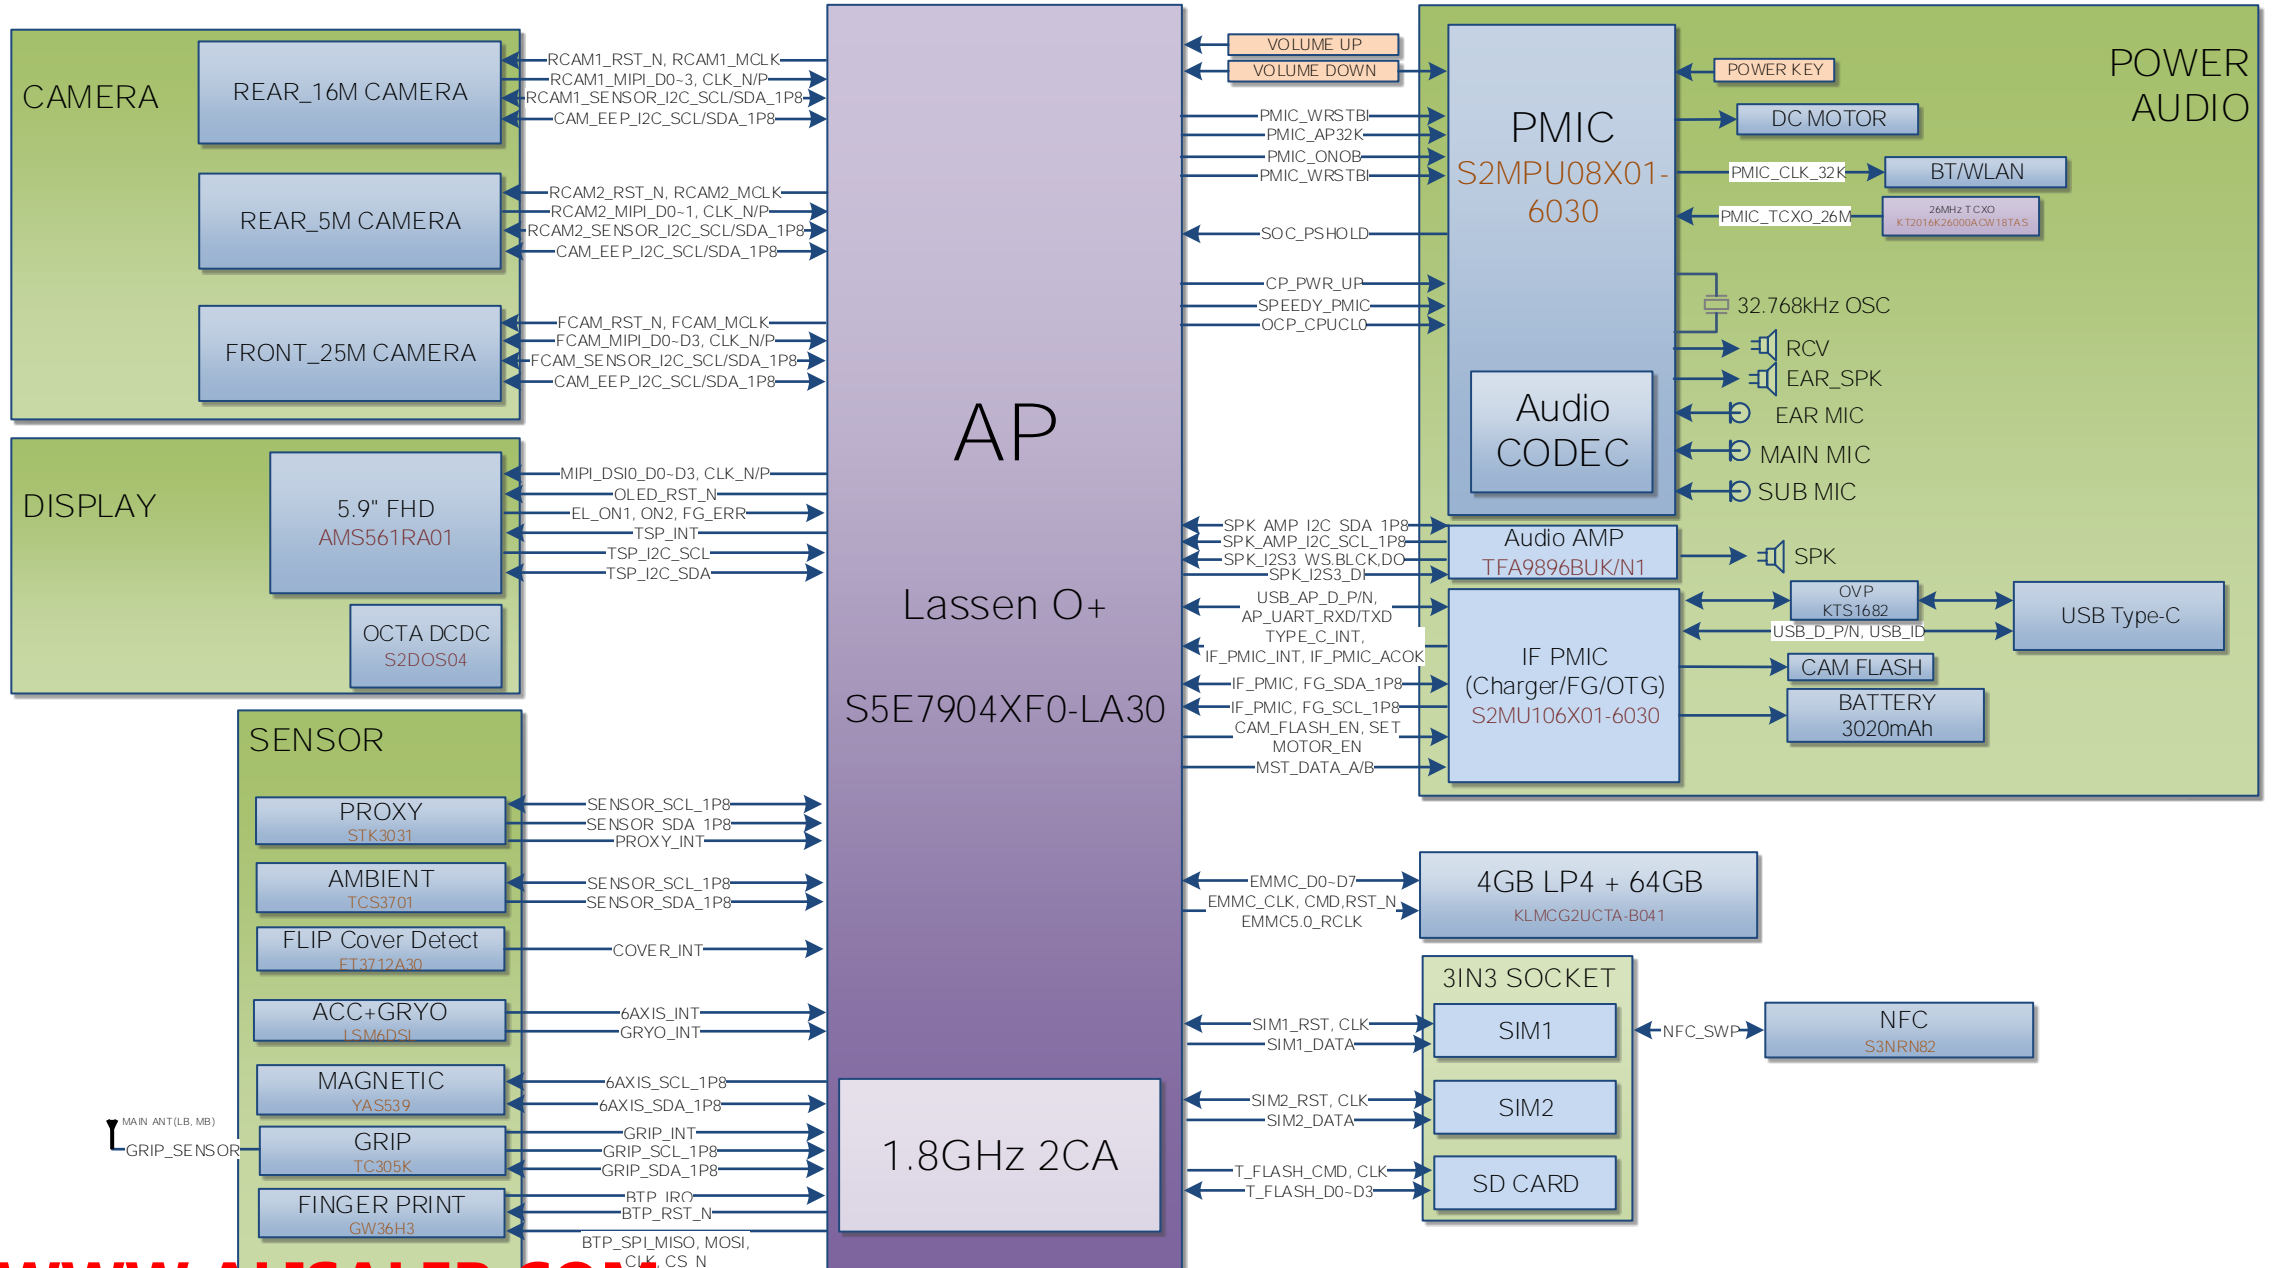 CAMERA
REAR_16M CAMERA
RCAM1_RST_N, RCAM1_MCLK
RCAM1_MIPI_D0~3, CLK_N/P
RCAM1_SENSOR_I2C_SCL/SDA_1P8
CAM_EEP_I2C_SCL/SDA_1P8
REAR_5M CAMERA
RCAM2_RST_N, RCAM2_MCLK
RCAM2_MIPI_D0~1, CLK_N/P
RCAM2_SENSOR_I2C_SCL/SDA_1P8
CAM_EEP_I2C_SCL/SDA_1P8
FRONT_25M CAMERA
FCAM_RST_N, FCAM_MCLK
FCAM_MIPI_D0~D3, CLK_N/P
FCAM_SENSOR_I2C_SCL/SDA_1P8
CAM_EEP_I2C_SCL/SDA_1P8
DISPLAY
5.9" FHD
AMS561RA01
MIPI_DSI0_D0~D3, CLK_N/P
OLED_RST_N
EL_ON1, ON2, FG_ERR
TSP_INT
TSP_I2C_SCL
TSP_I2C_SDA
OCTA DCDC
S2DOS04
SENSOR
PROXY
STK3031
SENSOR_SCL_1P8
SENSOR_SDA_1P8
PROXY_INT
AMBIENT
TCS3701
SENSOR_SCL_1P8
SENSOR_SDA_1P8
FLIP Cover Detect
ET3712A30
COVER_INT
ACC+GRYO
LSM6DSL
6AXIS_INT
GRYO_INT
MAGNETIC
YAS539
6AXIS_SCL_1P8
6AXIS_SDA_1P8
MAIN ANT(LB, MB)
GRIP_SENSOR
GRIP
TC305K
GRIP_INT
GRIP_SCL_1P8
GRIP_SDA_1P8
FINGER PRINT
GW36H3
BTP_IRQ
BTP_RST_N
BTP_SPI_MISO, MOSI,
CLK, CS_N
AP
Lassen O+
S5E7904XF0-LA30
1.8GHz 2CA
VOLUME UP
VOLUME DOWN
PMIC_WRSTBI
PMIC_AP32K
PMIC_ONOB
PMIC_WRSTBI
SOC_PSHOLD
CP_PWR_UP
SPEEDY_PMIC
OCP_CPUCL0
POWER
AUDIO
PMIC
S2MPU08X01-
6030
Audio
CODEC
POWER KEY
DC MOTOR
PMIC_CLK_32K
BT/WLAN
PMIC_TCXO_26M
26MHz TCXO
KT2016K26000ACW18TAS
32.768kHz OSC
RCV
EAR_SPK
EAR MIC
MAIN MIC
SUB MIC
SPK_AMP_I2C_SDA_1P8
SPK_AMP_I2C_SCL_1P8
SPK_I2S3_WS.BLCK,DO
SPK_I2S3_DI
Audio AMP
TFA9896BUK/N1
SPK
USB_AP_D_P/N,
AP_UART_RXD/TXD
TYPE_C_INT,
IF_PMIC_INT, IF_PMIC_ACOK
IF_PMIC, FG_SDA_1P8
IF_PMIC, FG_SCL_1P8
CAM_FLASH_EN, SET
MOTOR_EN
MST_DATA_A/B
IF PMIC
(Charger/FG/OTG)
S2MU106X01-6030
OVP
KTS1682
USB_D_P/N, USB_ID
USB Type-C
CAM FLASH
BATTERY
3020mAh
EMMC_D0~D7
EMMC_CLK, CMD,RST_N
EMMC5.0_RCLK
4GB LP4 + 64GB
KLMCG2UCTA-B041
3IN3 SOCKET
SIM1_RST, CLK
SIM1_DATA
SIM1
NFC_SWP
NFC
S3NRN82
SIM2_RST, CLK
SIM2_DATA
SIM2
T_FLASH_CMD, CLK
T_FLASH_D0~D3
SD CARD